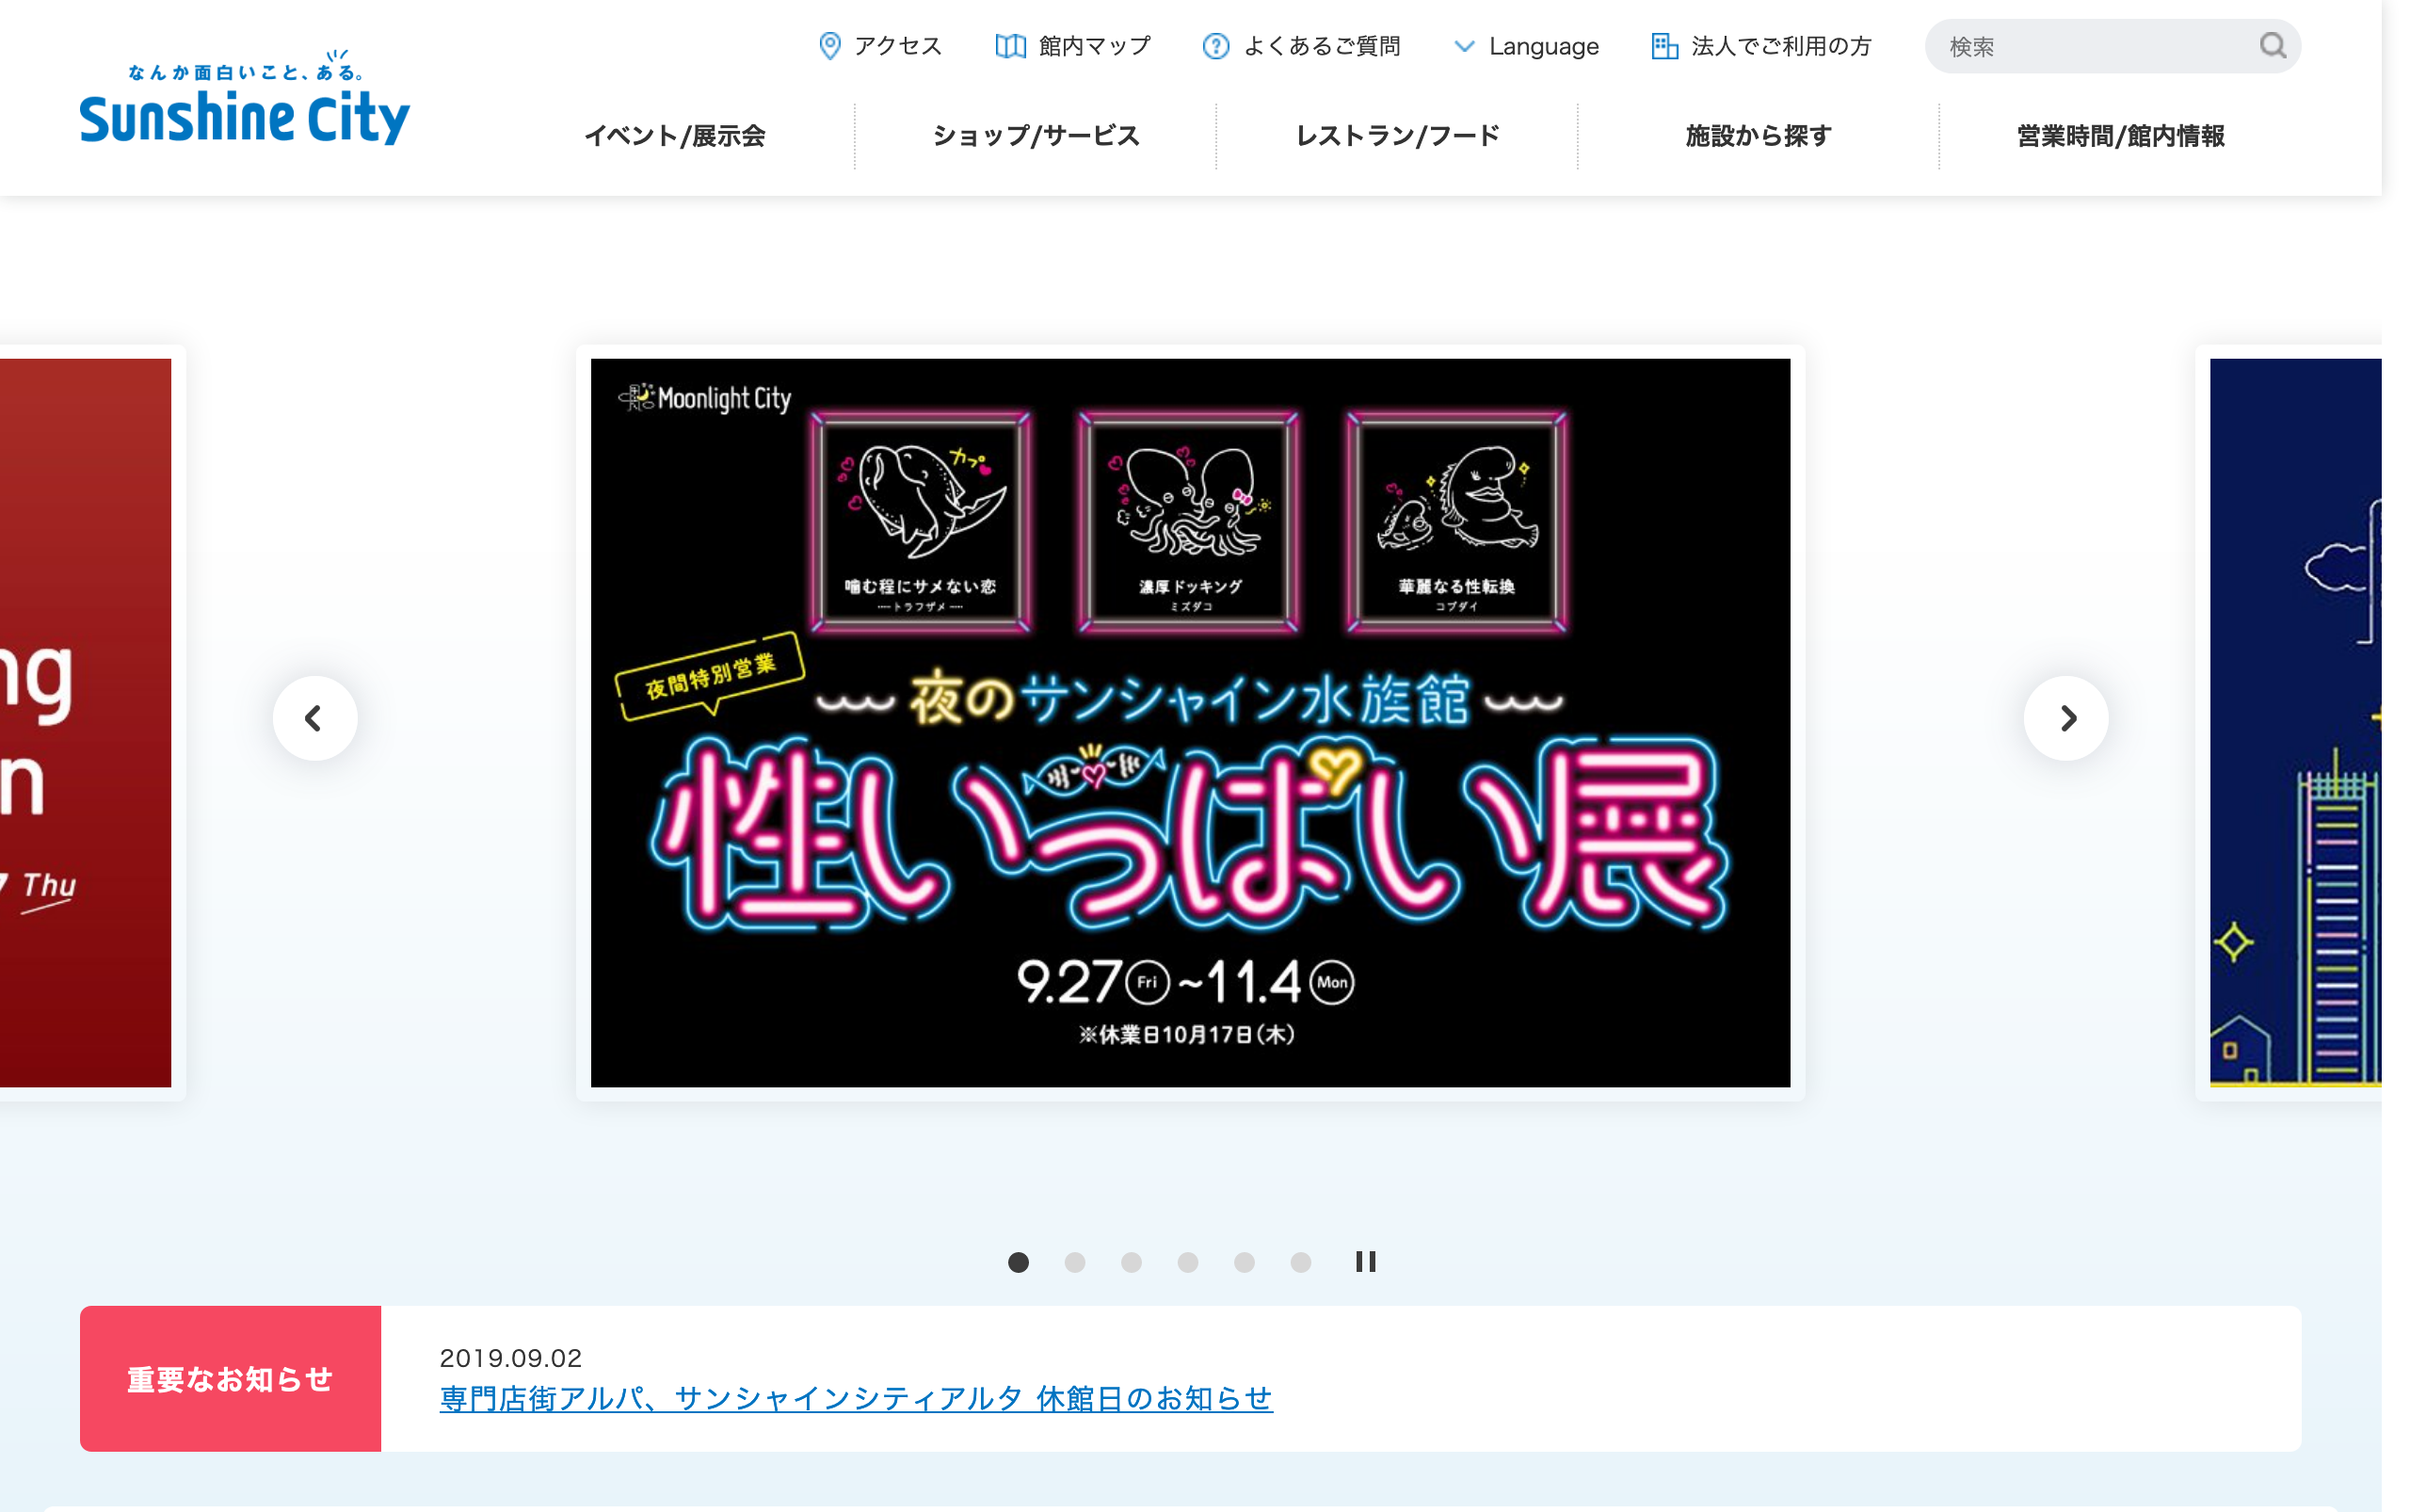 アクセス
館内マップ
よくあるご質問
Language
法人でご利用の方
検索
なんか面白いこと、ある。
Sunshine City
イベント/展示会
ショップ/サービス
レストラン/フード
施設から探す
営業時間/館内情報
ng
n
7 Thu
Moonlight City
カプ
噛む程にサメない恋
トラフザメ
濃厚ドッキング
ミズダコ
華麗なる性転換
コブダイ
夜間特別営業
夜のサンシャイン水族館
性いっぱい展
9.27 Fri ~11.4 Mon
※休業日10月17日(木)
重要なお知らせ
2019.09.02
専門店街アルパ、サンシャインシティアルタ 休館日のお知らせ